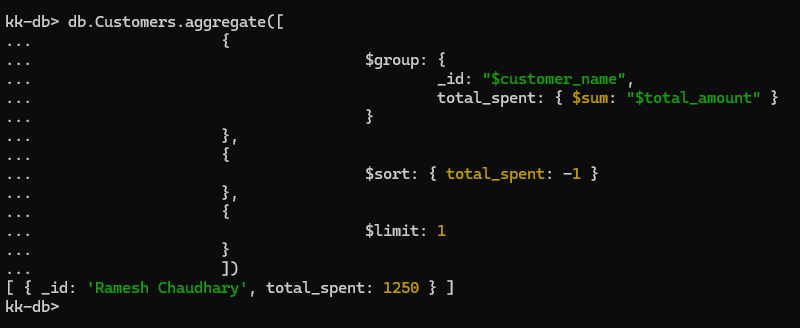 kk-db> db.Customers.aggregate([
... {
... $group: {
... _id: "$customer_name",
... total_spent: { $sum: "$total_amount" }
... }
... },
... {
... $sort: { total_spent: -1 }
... },
... {
... $limit: 1
... }
... ])
[ { _id: 'Ramesh Chaudhary', total_spent: 1250 } ]
kk-db>